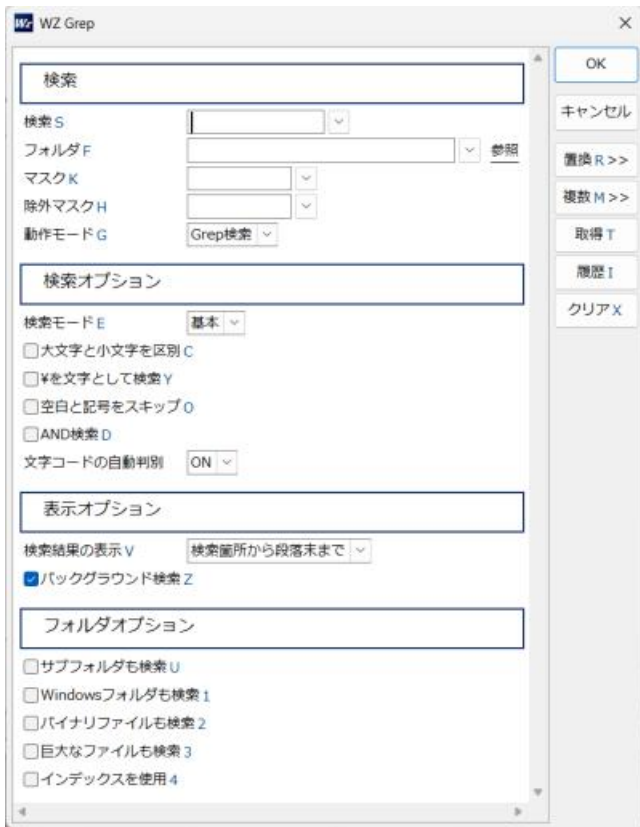 WZ Grep
検索
検索S
フォルダF
参照
マスクK
除外マスクH
動作モードG Grep検索
検索オプション
検索モードE 基本
大文字と小文字を区別C
¥を文字として検索Y
空白と記号をスキップO
AND検索D
文字コードの自動判別 ON
表示オプション
検索結果の表示V 検索箇所から段落末まで
バックグラウンド検索Z
フォルダオプション
サブフォルダも検索U
Windowsフォルダも検索1
バイナリファイルも検索2
巨大なファイルも検索3
インデックスを使用4
OK
キャンセル
置換R>>
複数M>>
取得T
履歴I
クリアX